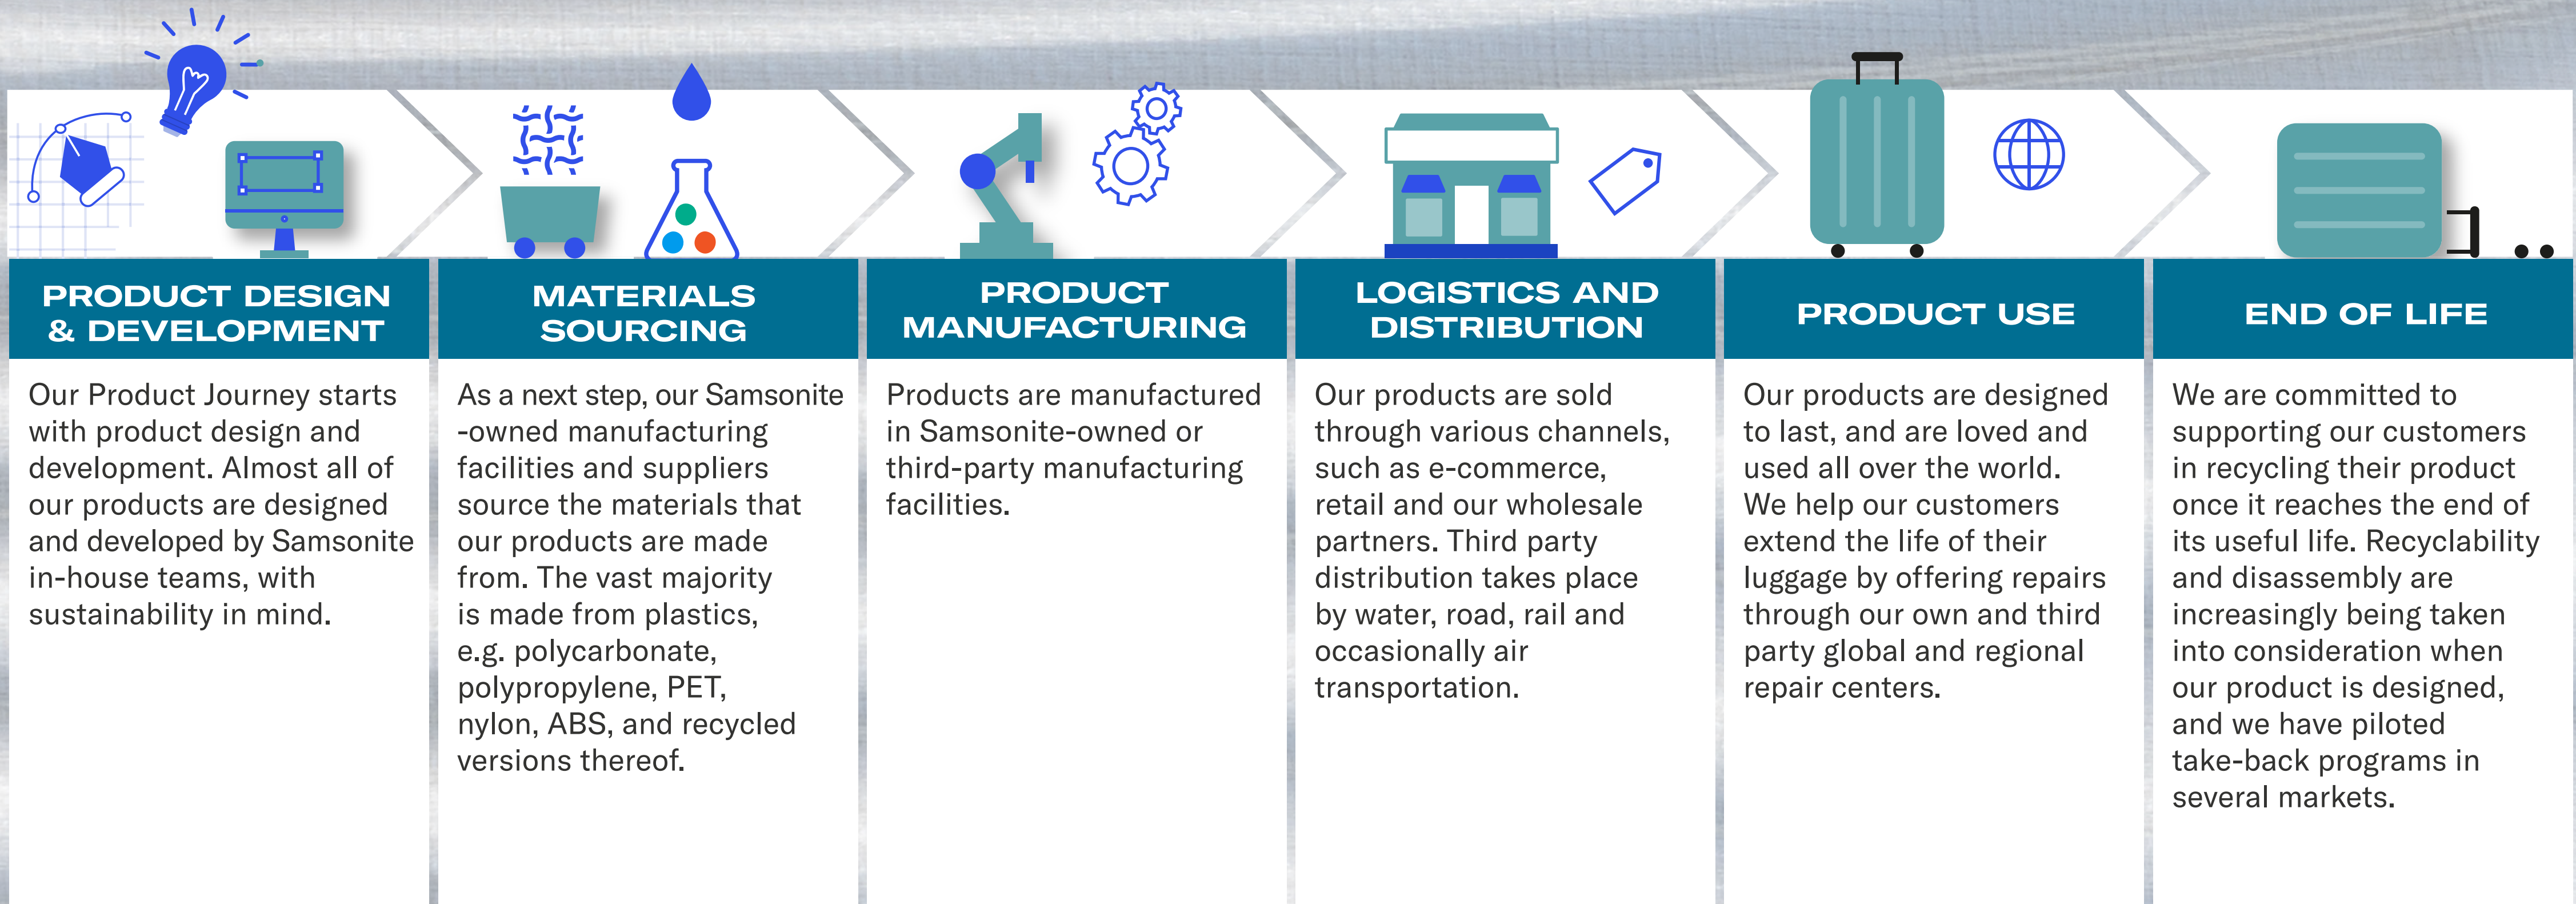 PRODUCT DESIGN
& DEVELOPMENT
Our Product Journey starts
with product design and
development. Almost all of
our products are designed
and developed by Samsonite
in-house teams, with
sustainability in mind.
MATERIALS
SOURCING
As a next step, our Samsonite
-owned manufacturing
facilities and suppliers
source the materials that
our products are made
from. The vast majority
is made from plastics,
e.g. polycarbonate,
polypropylene, PET,
nylon, ABS, and recycled
versions thereof.
PRODUCT
MANUFACTURING
Products are manufactured
in Samsonite-owned or
third-party manufacturing
facilities.
LOGISTICS AND
DISTRIBUTION
Our products are sold
through various channels,
such as e-commerce,
retail and our wholesale
partners. Third party
distribution takes place
by water, road, rail and
occasionally air
transportation.
PRODUCT USE
Our products are designed
to last, and are loved and
used all over the world.
We help our customers
extend the life of their
luggage by offering repairs
through our own and third
party global and regional
repair centers.
END OF LIFE
We are committed to
supporting our customers
in recycling their product
once it reaches the end of
its useful life. Recyclability
and disassembly are
increasingly being taken
into consideration when
our product is designed,
and we have piloted
take-back programs in
several markets.